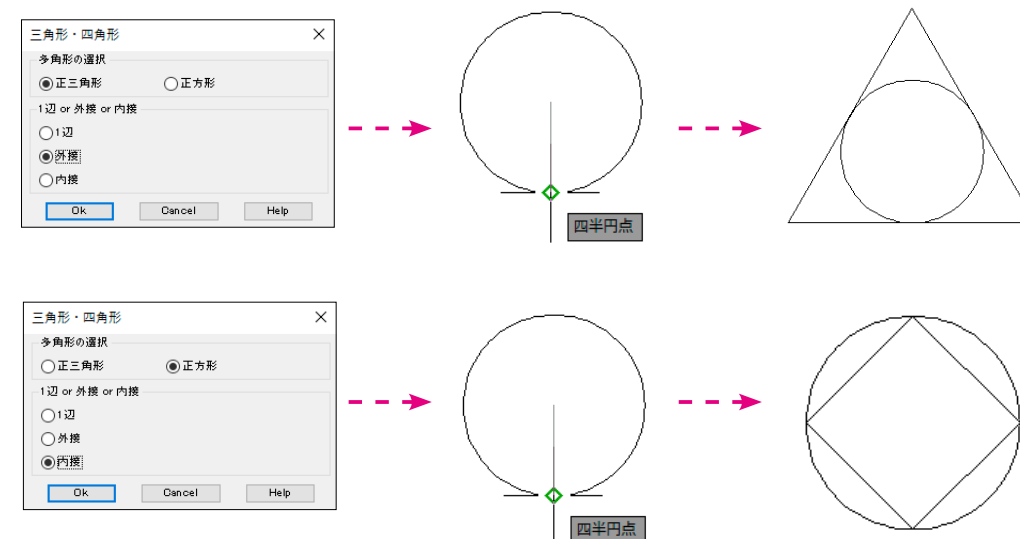 三角形・四角形
多角形の選択
正三角形 正方形
1辺 or 外接 or 内接
1辺
外接
内接
Ok Cancel Help
四半円点
三角形・四角形
多角形の選択
正三角形 正方形
1辺 or 外接 or 内接
1辺
外接
内接
Ok Cancel Help
四半円点